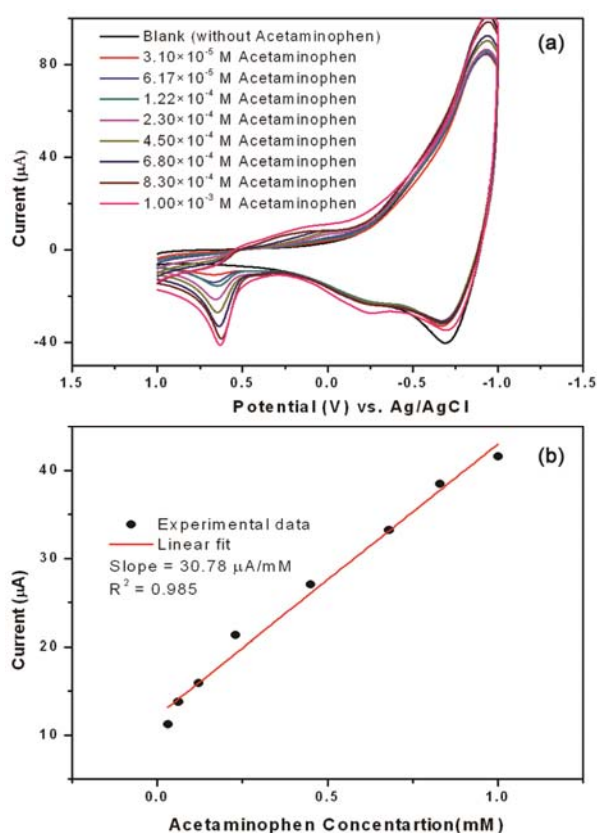 (a)
Blank (without Acetaminophen)
3.10×10⁻⁵ M Acetaminophen
6.17×10⁻⁵ M Acetaminophen
1.22×10⁻⁴ M Acetaminophen
2.30×10⁻⁴ M Acetaminophen
4.50×10⁻⁴ M Acetaminophen
6.80×10⁻⁴ M Acetaminophen
8.30×10⁻⁴ M Acetaminophen
1.00×10⁻³ M Acetaminophen
Current (μA)
80
40
0
-40
1.5 1.0 0.5 0.0 -0.5 -1.0 -1.5
Potential (V) vs. Ag/AgCl
(b)
Experimental data
Linear fit
Slope = 30.78 μA/mM
R² = 0.985
Current (μA)
40
30
20
10
0.0 0.5 1.0
Acetaminophen Concentartion(mM)